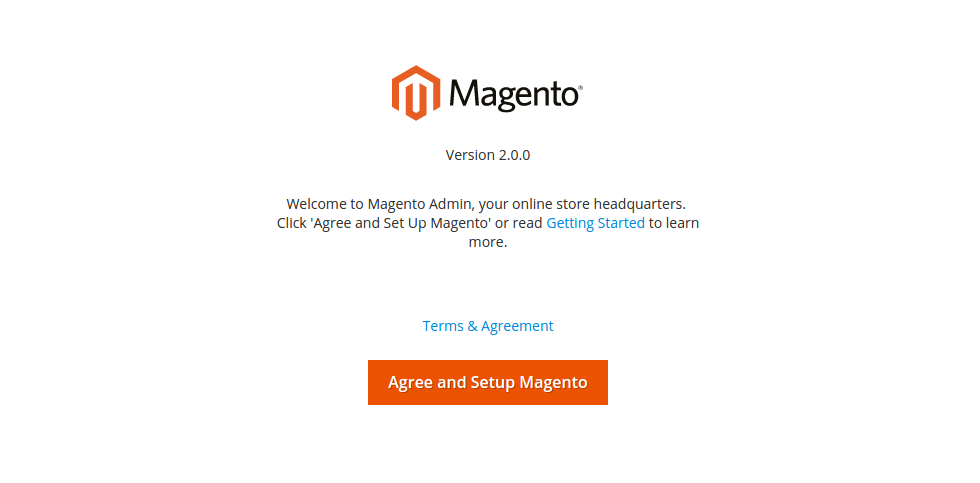 Magento®
Version 2.0.0
Welcome to Magento Admin, your online store headquarters.
Click 'Agree and Set Up Magento' or read Getting Started to learn
more.
Terms & Agreement
Agree and Setup Magento